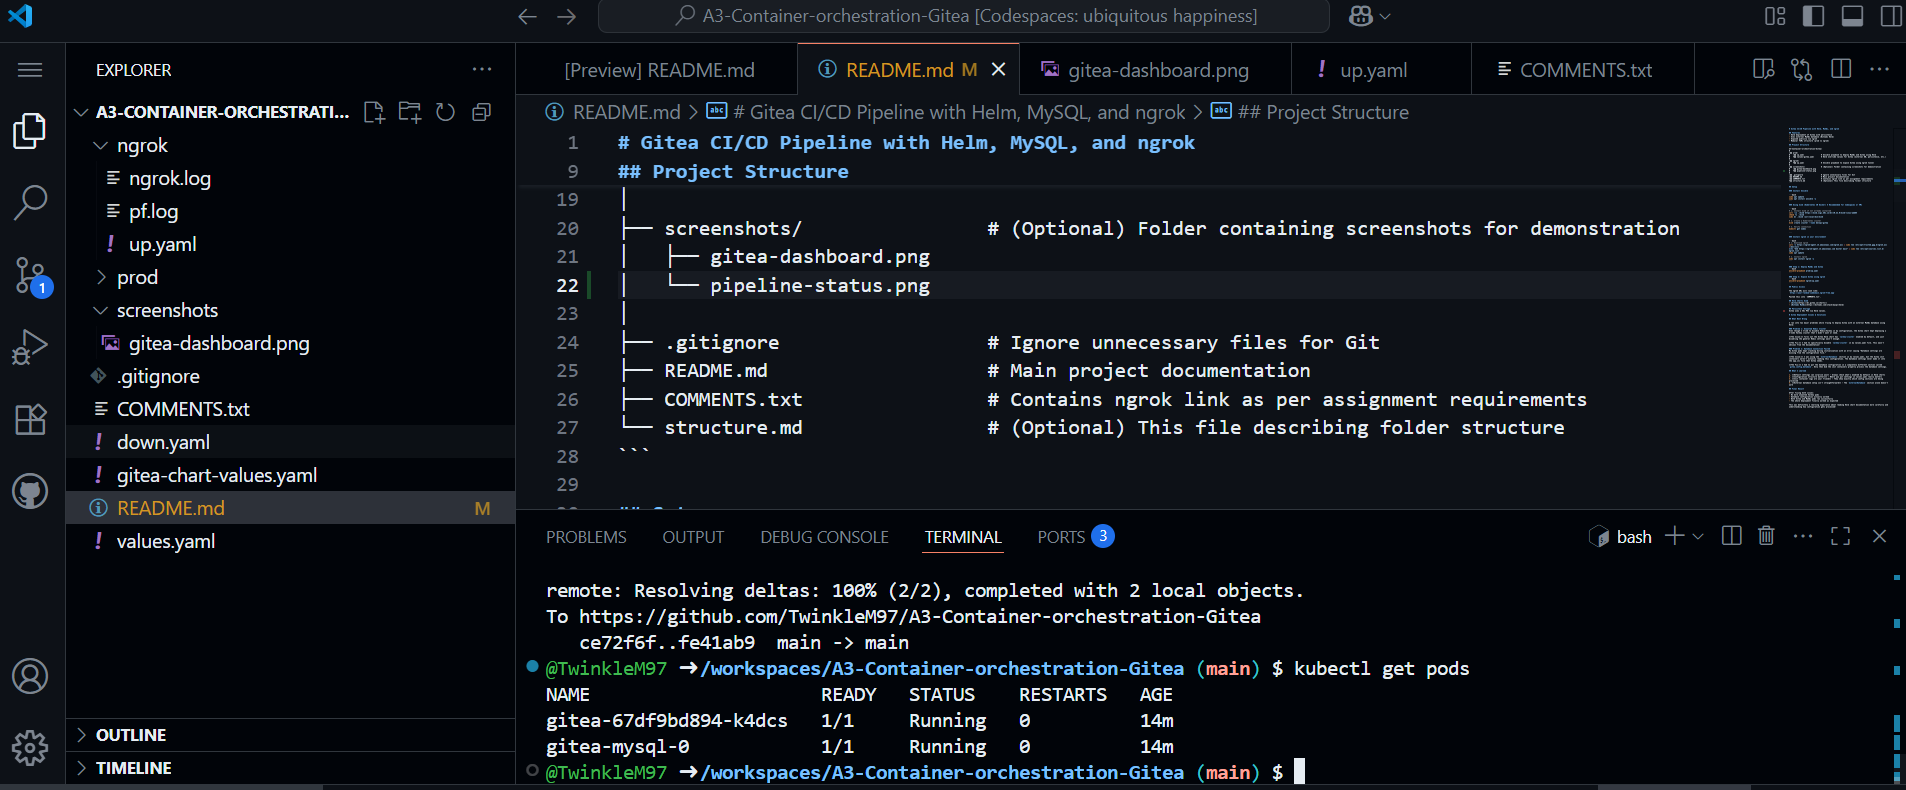 A3-Container-orchestration-Gitea [Codespaces: ubiquitous happiness]
EXPLORER
A3-CONTAINER-ORCHESTRATI...
ngrok
ngrok.log
pf.log
! up.yaml
prod
screenshots
gitea-dashboard.png
.gitignore
COMMENTS.txt
! down.yaml
! gitea-chart-values.yaml
README.md M
! values.yaml
OUTLINE
TIMELINE
1
[Preview] README.md
README.md M
gitea-dashboard.png
! up.yaml
COMMENTS.txt
README.md > # Gitea CI/CD Pipeline with Helm, MySQL, and ngrok > ## Project Structure
1 # Gitea CI/CD Pipeline with Helm, MySQL, and ngrok
9 ## Project Structure
19 │
20 ├── screenshots/ # (Optional) Folder containing screenshots for demonstration
21 │ ├── gitea-dashboard.png
22 │ └── pipeline-status.png
23 │
24 ├── .gitignore # Ignore unnecessary files for Git
25 ├── README.md # Main project documentation
26 ├── COMMENTS.txt # Contains ngrok link as per assignment requirements
27 └── structure.md # (Optional) This file describing folder structure
28 ```
29
PROBLEMS OUTPUT DEBUG CONSOLE TERMINAL PORTS 3
bash
remote: Resolving deltas: 100% (2/2), completed with 2 local objects.
To https://github.com/TwinkleM97/A3-Container-orchestration-Gitea
ce72f6f..fe41ab9 main -> main
@TwinkleM97 ➜/workspaces/A3-Container-orchestration-Gitea (main) $ kubectl get pods
NAME READY STATUS RESTARTS AGE
gitea-67df9bd894-k4dcs 1/1 Running 0 14m
gitea-mysql-0 1/1 Running 0 14m
@TwinkleM97 ➜/workspaces/A3-Container-orchestration-Gitea (main) $